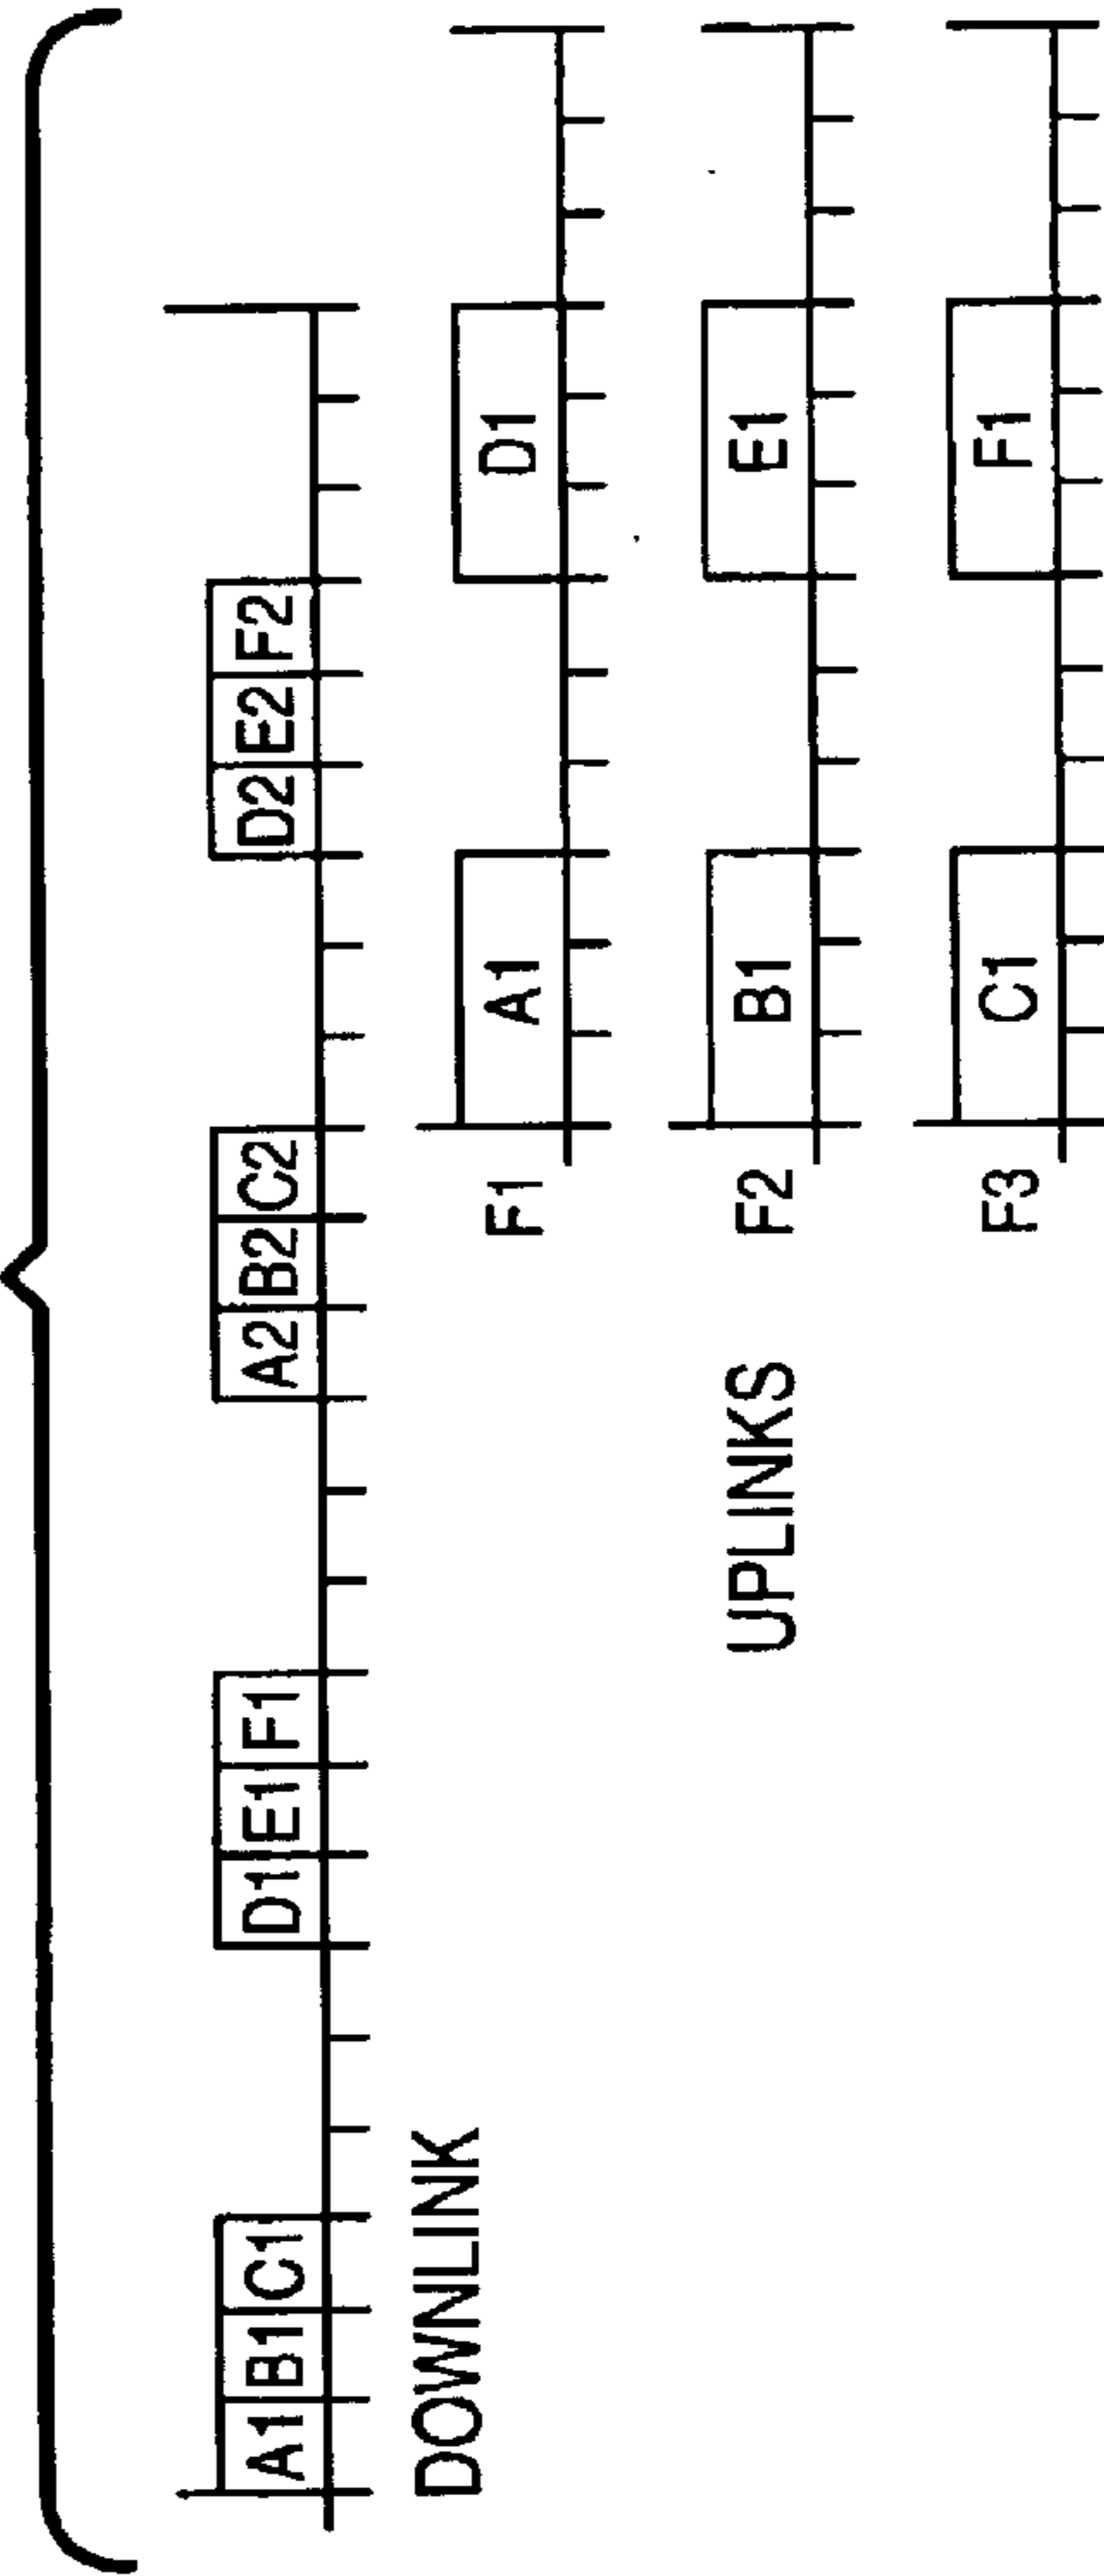 A1 B1 C1 D1 E1 F1 A2 B2 C2 D2 E2 F2
DOWNLINK
F1 A1 D1
UPLINKS
F2 B1 E1
F3 C1 F1